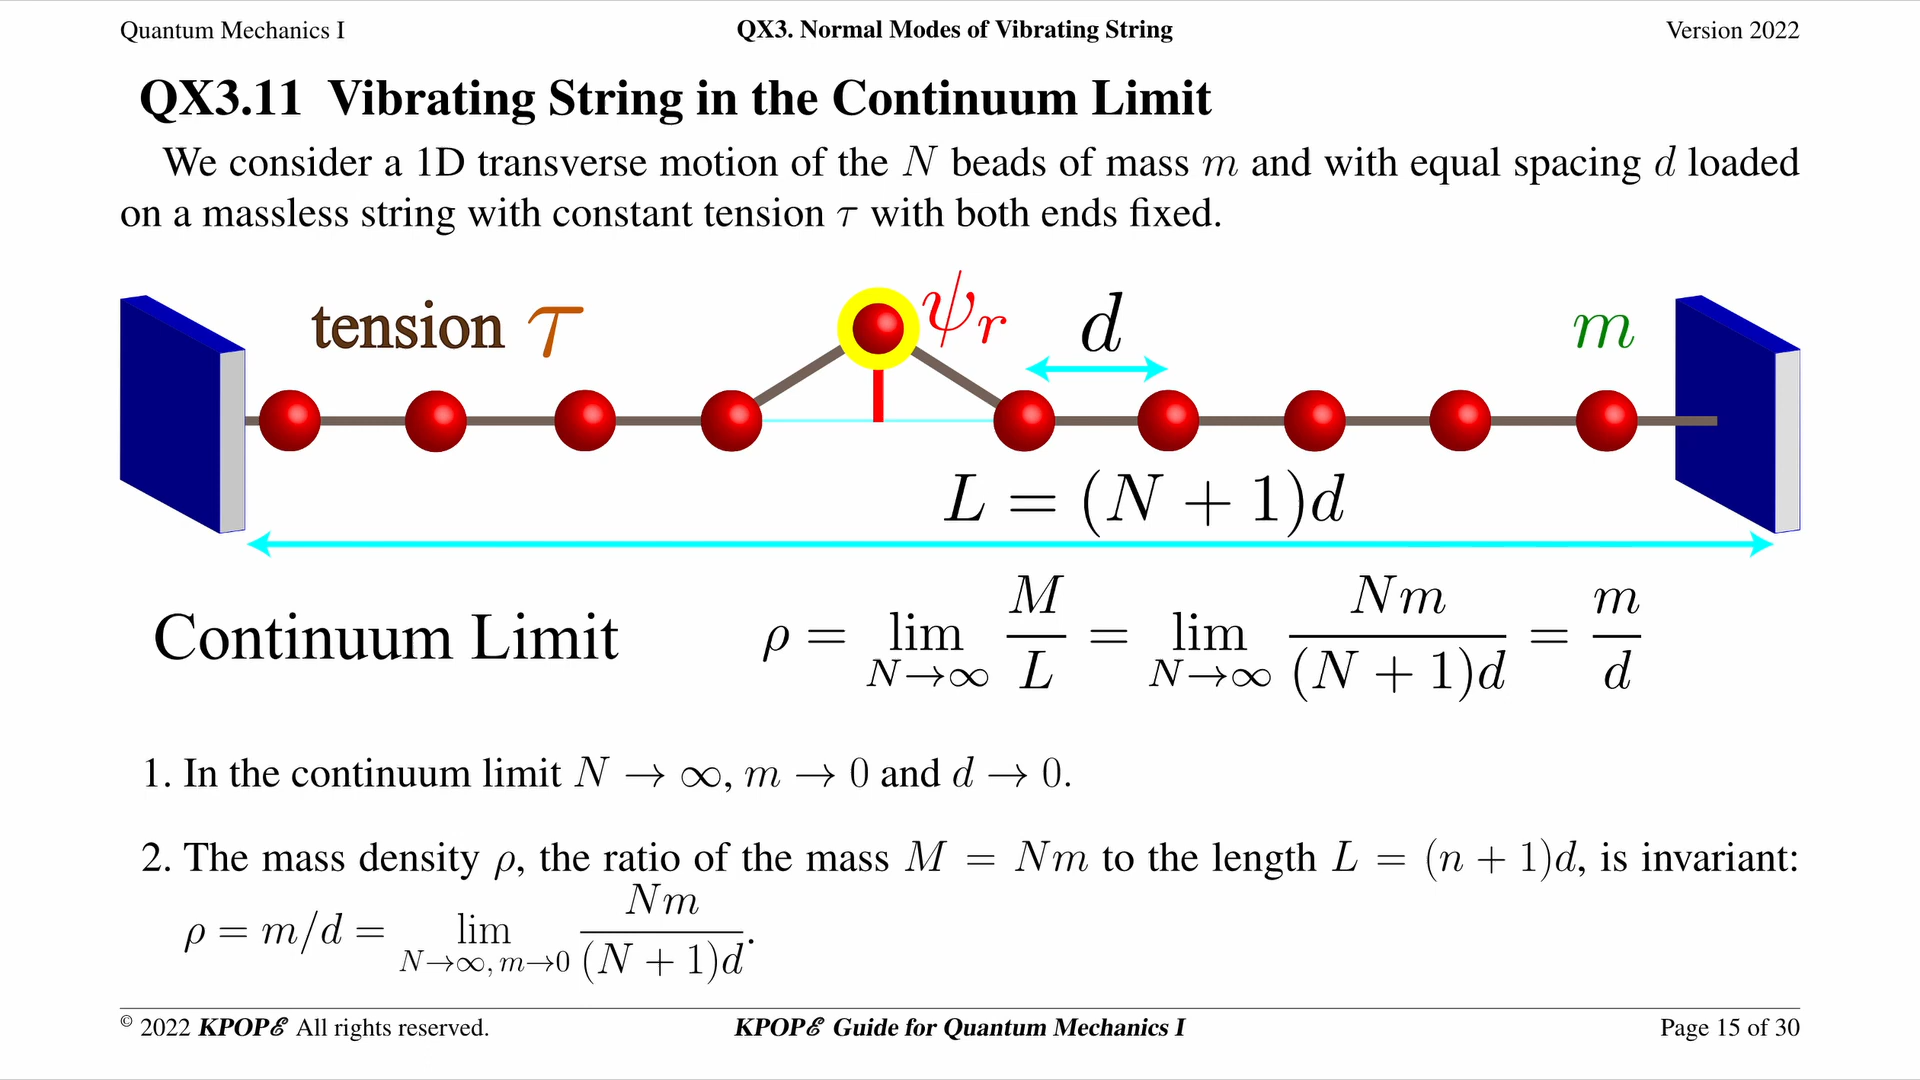 Quantum Mechanics I
QX3. Normal Modes of Vibrating String
Version 2022
QX3.11 Vibrating String in the Continuum Limit
We consider a 1D transverse motion of the N beads of mass m and with equal spacing d loaded
on a massless string with constant tension τ with both ends fixed.
tension τ
ψ_r
d
m
L = (N + 1)d
Continuum Limit
ρ = lim_{N→∞} M/L = lim_{N→∞} Nm/((N + 1)d) = m/d
1. In the continuum limit N → ∞, m → 0 and d → 0.
2. The mass density ρ, the ratio of the mass M = Nm to the length L = (n + 1)d, is invariant:
ρ = m/d = lim_{N→∞, m→0} Nm/((N + 1)d).
© 2022 KPOPℰ All rights reserved.
KPOPℰ Guide for Quantum Mechanics I
Page 15 of 30